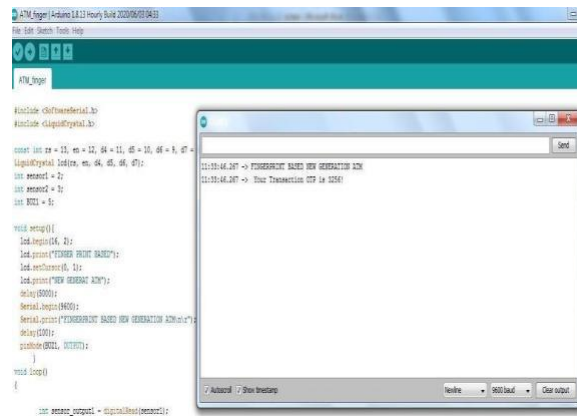 ATM_finger | Arduino 1.8.13 Hourly Build 2020/06/03 04:33
File Edit Sketch Tools Help
ATM_finger
#include <SoftwareSerial.h>
#include <LiquidCrystal.h>
const int rs = 13, en = 12, d4 = 11, d5 = 10, d6 = 9, d7 =
LiquidCrystal lcd(rs, en, d4, d5, d6, d7);
int sensor1 = 2;
int sensor2 = 3;
int BUZ1 = 5;
void setup(){
lcd.begin(16, 2);
lcd.print("FINGER PRINT BASED");
lcd.setCursor(0, 1);
lcd.print("NEW GENERAT ATM");
delay(5000);
Serial.begin(9600);
Serial.print("FINGERPRINT BASED NEW GENERATION ATM\n\r");
delay(100);
pinMode(BUZ1, OUTPUT);
}
void loop()
{
int sensor_output1 = digitalRead(sensor1);
Send
11:33:46.267 -> FINGERPRINT BASED NEW GENERATION ATM
11:33:46.267 -> Your Transaction OTP is 3256!
Autoscroll Show timestamp
Newline 9600 baud Clear output